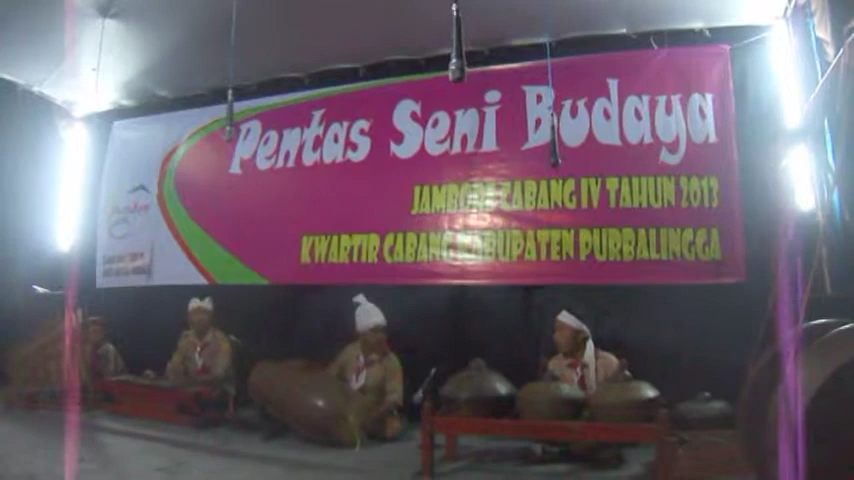 Pentas Seni Budaya
JAMBORE CABANG IV TAHUN 2013
KWARTIR CABANG KABUPATEN PURBALINGGA